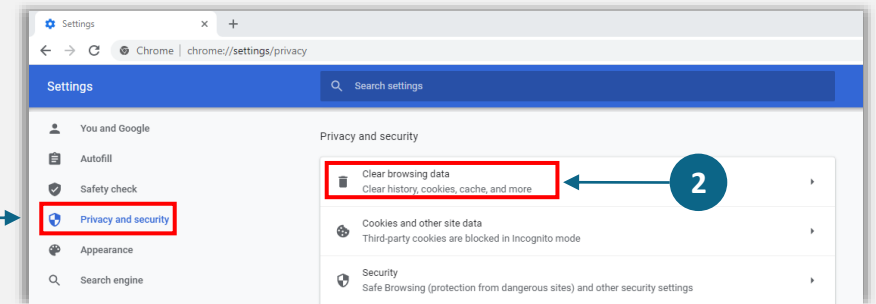 Settings
Chrome | chrome://settings/privacy
Settings
Search settings
You and Google
Autofill
Safety check
Privacy and security
Appearance
Search engine
Privacy and security
Clear browsing data
Clear history, cookies, cache, and more
2
Cookies and other site data
Third-party cookies are blocked in Incognito mode
Security
Safe Browsing (protection from dangerous sites) and other security settings